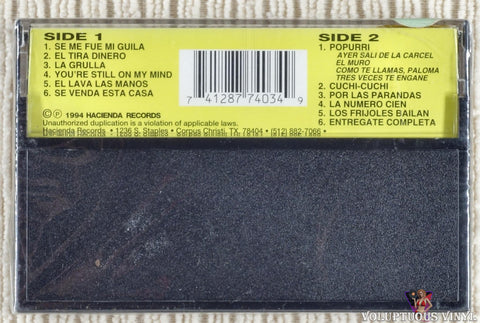 SIDE 1
1. SE ME FUE MI GUILA
2. EL TIRA DINERO
3. LA GRULLA
4. YOU'RE STILL ON MY MIND
5. EL LAVA LAS MANOS
6. SE VENDA ESTA CASA
7 41287 74034 9
SIDE 2
1. POPURRI
AYER SALI DE LA CARCEL
EL MURO
COMO TE LLAMAS, PALOMA
TRES VECES TE ENGANE
2. CUCHI-CUCHI
3. POR LAS PARANDAS
4. LA NUMERO CIEN
5. LOS FRIJOLES BAILAN
6. ENTREGATE COMPLETA
©℗ 1994 HACIENDA RECORDS
Unauthorized duplication is a violation of applicable laws.
Hacienda Records • 1236 S. Staples • Corpus Christi, TX. 78404 • (512) 882-7066 •
VOLUPTUOUS VINYL